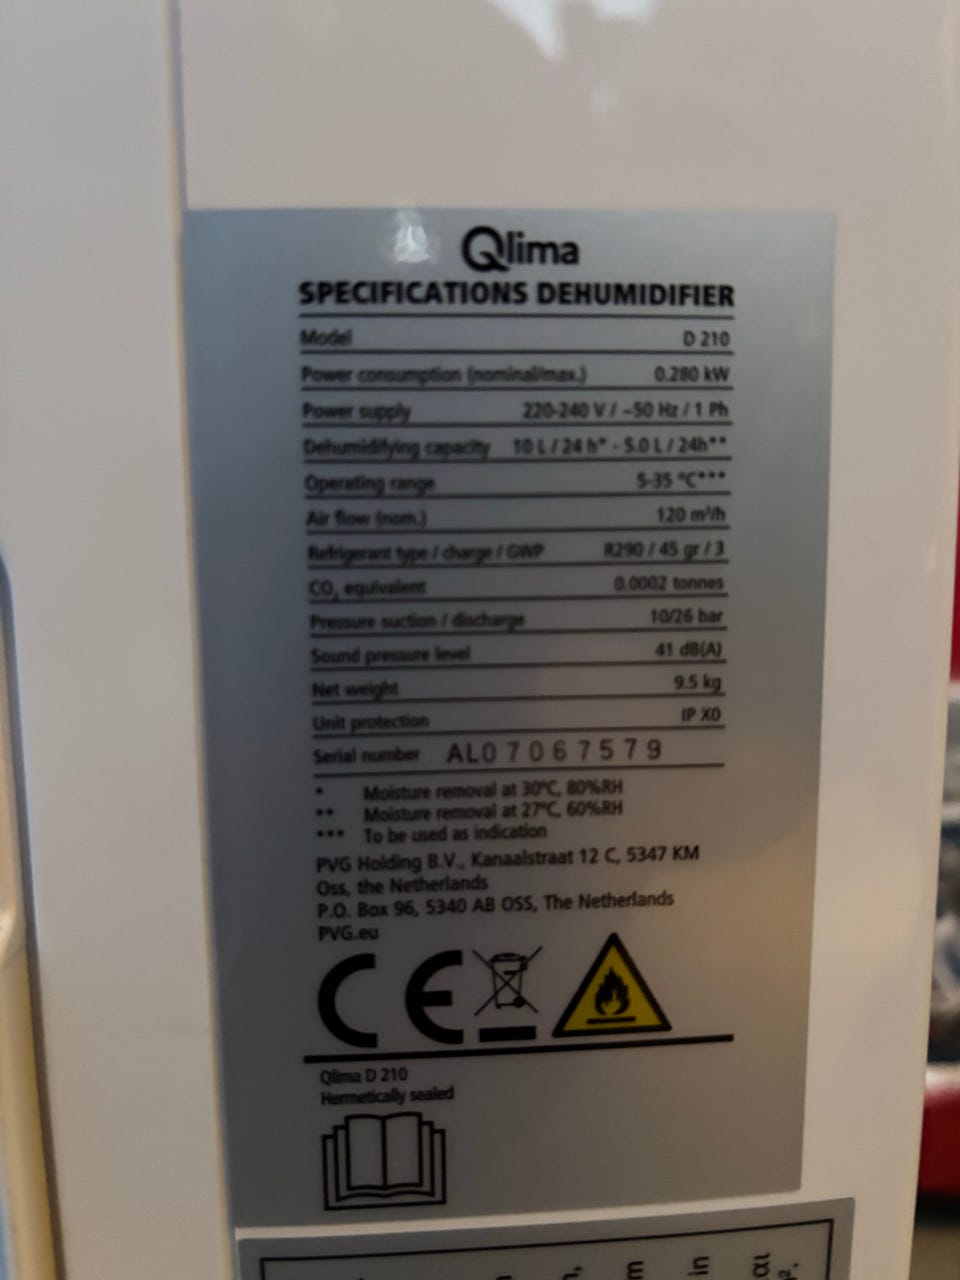 Qlima
SPECIFICATIONS DEHUMIDIFIER
Model D 210
Power consumption (nominal/max.) 0.280 kW
Power supply 220-240 V / ~50 Hz / 1 Ph
Dehumidifying capacity 10 L / 24 h* - 5.0 L / 24h**
Operating range 5-35 °C***
Air flow (nom.) 120 m³/h
Refrigerant type / charge / GWP R290 / 45 gr / 3
CO₂ equivalent 0.0002 tonnes
Pressure suction / discharge 10/26 bar
Sound pressure level 41 dB(A)
Net weight 9.5 kg
Unit protection IP X0
Serial number AL07067579
* Moisture removal at 30°C, 80%RH
** Moisture removal at 27°C, 60%RH
*** To be used as indication
PVG Holding B.V., Kanaalstraat 12 C, 5347 KM
Oss, the Netherlands
P.O. Box 96, 5340 AB OSS, The Netherlands
PVG.eu
CE
Qlima D 210
Hermetically sealed
in